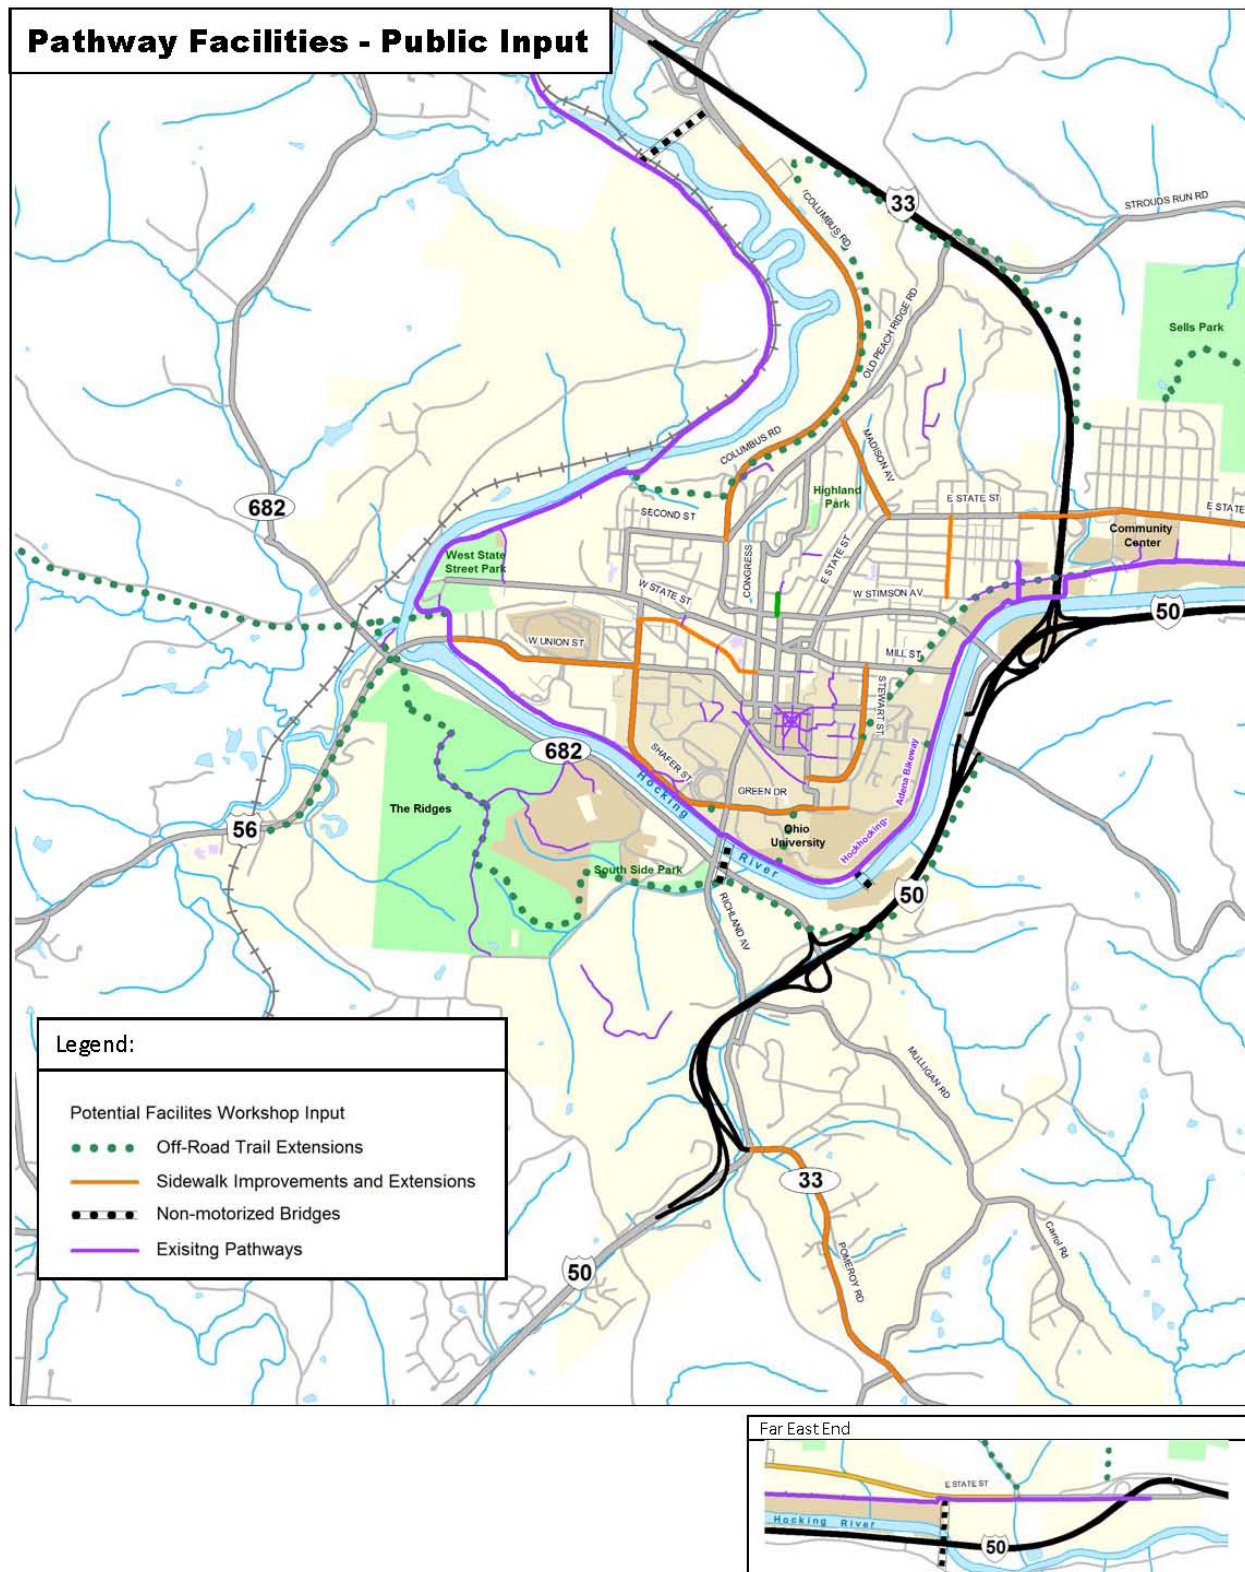 Pathway Facilities - Public Input
33
STROUDS RUN RD
COLUMBUS RD
OLD PEACH RIDGE RD
Sells Park
COLUMBUS RD
MADISON AV
682
Highland
Park
E STATE ST
SECOND ST
E STATE
Community
Center
West State
Street Park
CONGRESS
E STATE ST
W STATE ST
W STIMSON AV
50
W UNION ST
MILL ST
STEWART ST
682
SHAFER ST
Hocking
GREEN DR
Adena Bikeway
The Ridges
56
Ohio
University
Hockhocking-
River
South Side Park
50
RICHLAND AV
MULLIGAN RD
Legend:
Potential Facilites Workshop Input
Off-Road Trail Extensions
Sidewalk Improvements and Extensions
Non-motorized Bridges
Exisitng Pathways
33
Carrol Rd
POMEROY RD
50
Far East End
E STATE ST
Hocking River
50